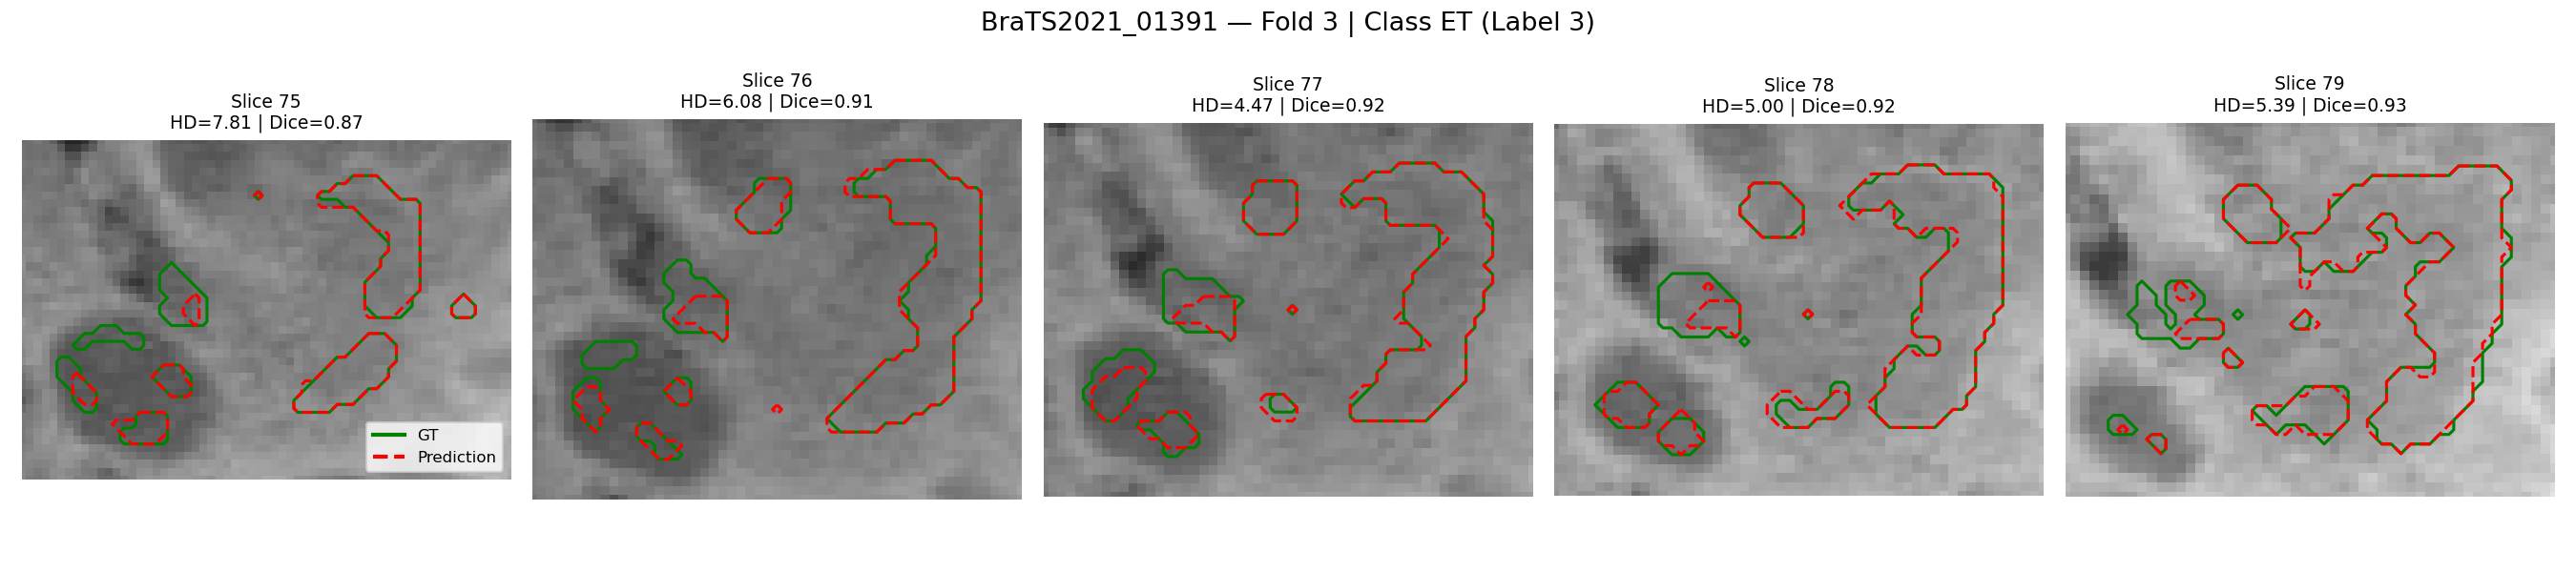 BraTS2021_01391 — Fold 3 | Class ET (Label 3)
Slice 75
HD=7.81 | Dice=0.87
Slice 76
HD=6.08 | Dice=0.91
Slice 77
HD=4.47 | Dice=0.92
Slice 78
HD=5.00 | Dice=0.92
Slice 79
HD=5.39 | Dice=0.93
GT
Prediction